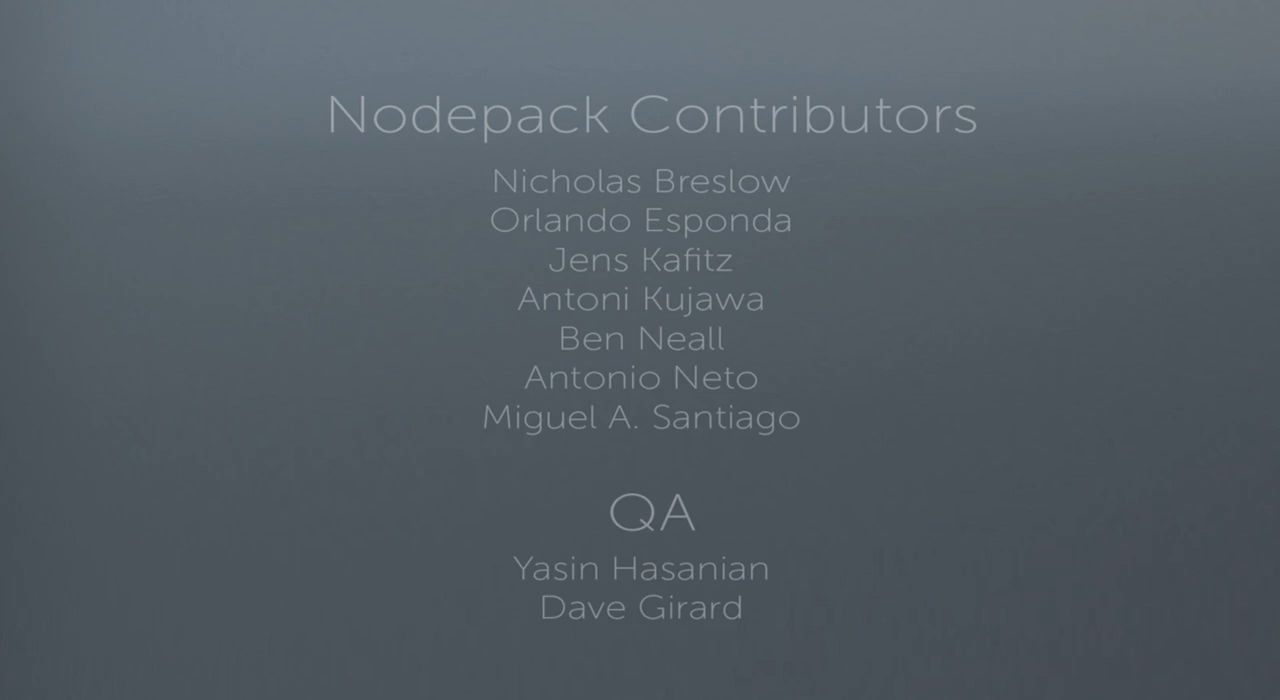 Nodepack Contributors
Nicholas Breslow
Orlando Esponda
Jens Kafitz
Antoni Kujawa
Ben Neall
Antonio Neto
Miguel A. Santiago
QA
Yasin Hasanian
Dave Girard